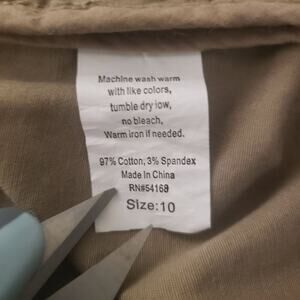 Machine wash warm
with like colors,
tumble dry low,
no bleach,
Warm iron if needed.
97% Cotton, 3% Spandex
Made In China
RN#54168
Size:10